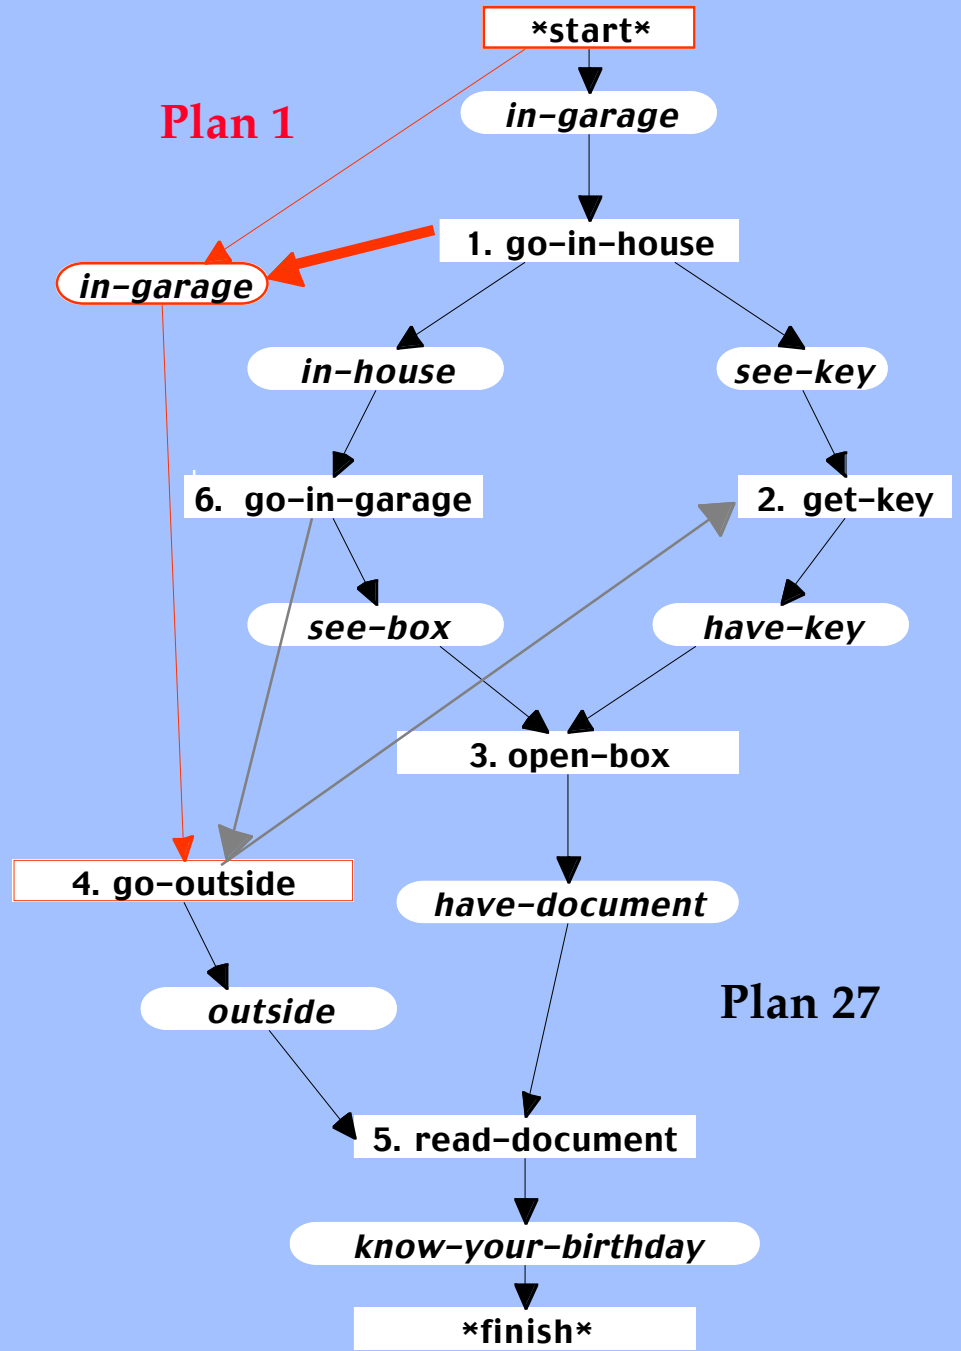 *start*
Plan 1
in-garage
1. go-in-house
in-garage
in-house
see-key
6. go-in-garage
2. get-key
see-box
have-key
3. open-box
4. go-outside
have-document
outside
Plan 27
5. read-document
know-your-birthday
*finish*